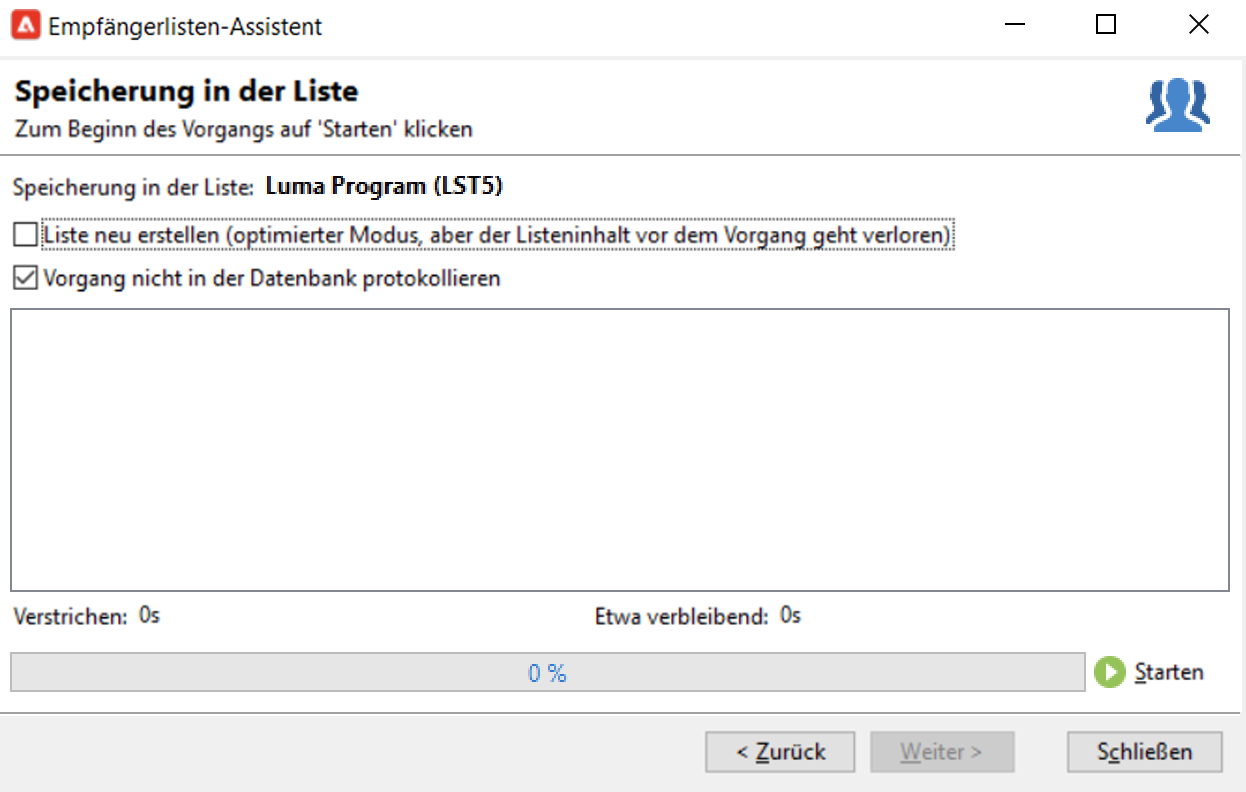 Empfängerlisten-Assistent
Speicherung in der Liste
Zum Beginn des Vorgangs auf 'Starten' klicken
Speicherung in der Liste: Luma Program (LST5)
Liste neu erstellen (optimierter Modus, aber der Listeninhalt vor dem Vorgang geht verloren)
Vorgang nicht in der Datenbank protokollieren
Verstrichen: 0s Etwa verbleibend: 0s
0 % Starten
< Zurück Weiter > Schließen